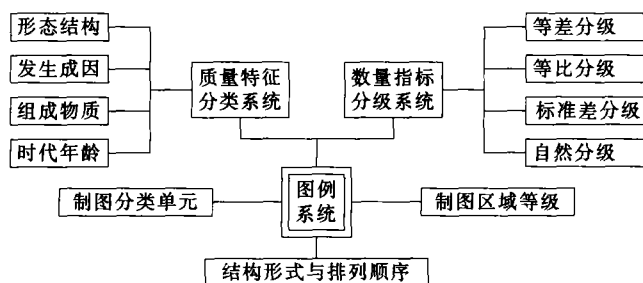 形态结构
发生成因
组成物质
时代年龄
质量特征
分类系统
数量指标
分级系统
等差分级
等比分级
标准差分级
自然分级
制图分类单元
图例
系统
制图区域等级
结构形式与排列顺序